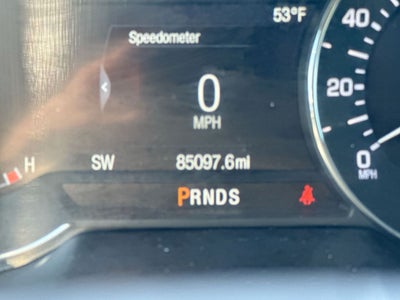 53°F
Speedometer
40
0
MPH
20
H
SW
85097.6mi
0
MPH
PRNDS